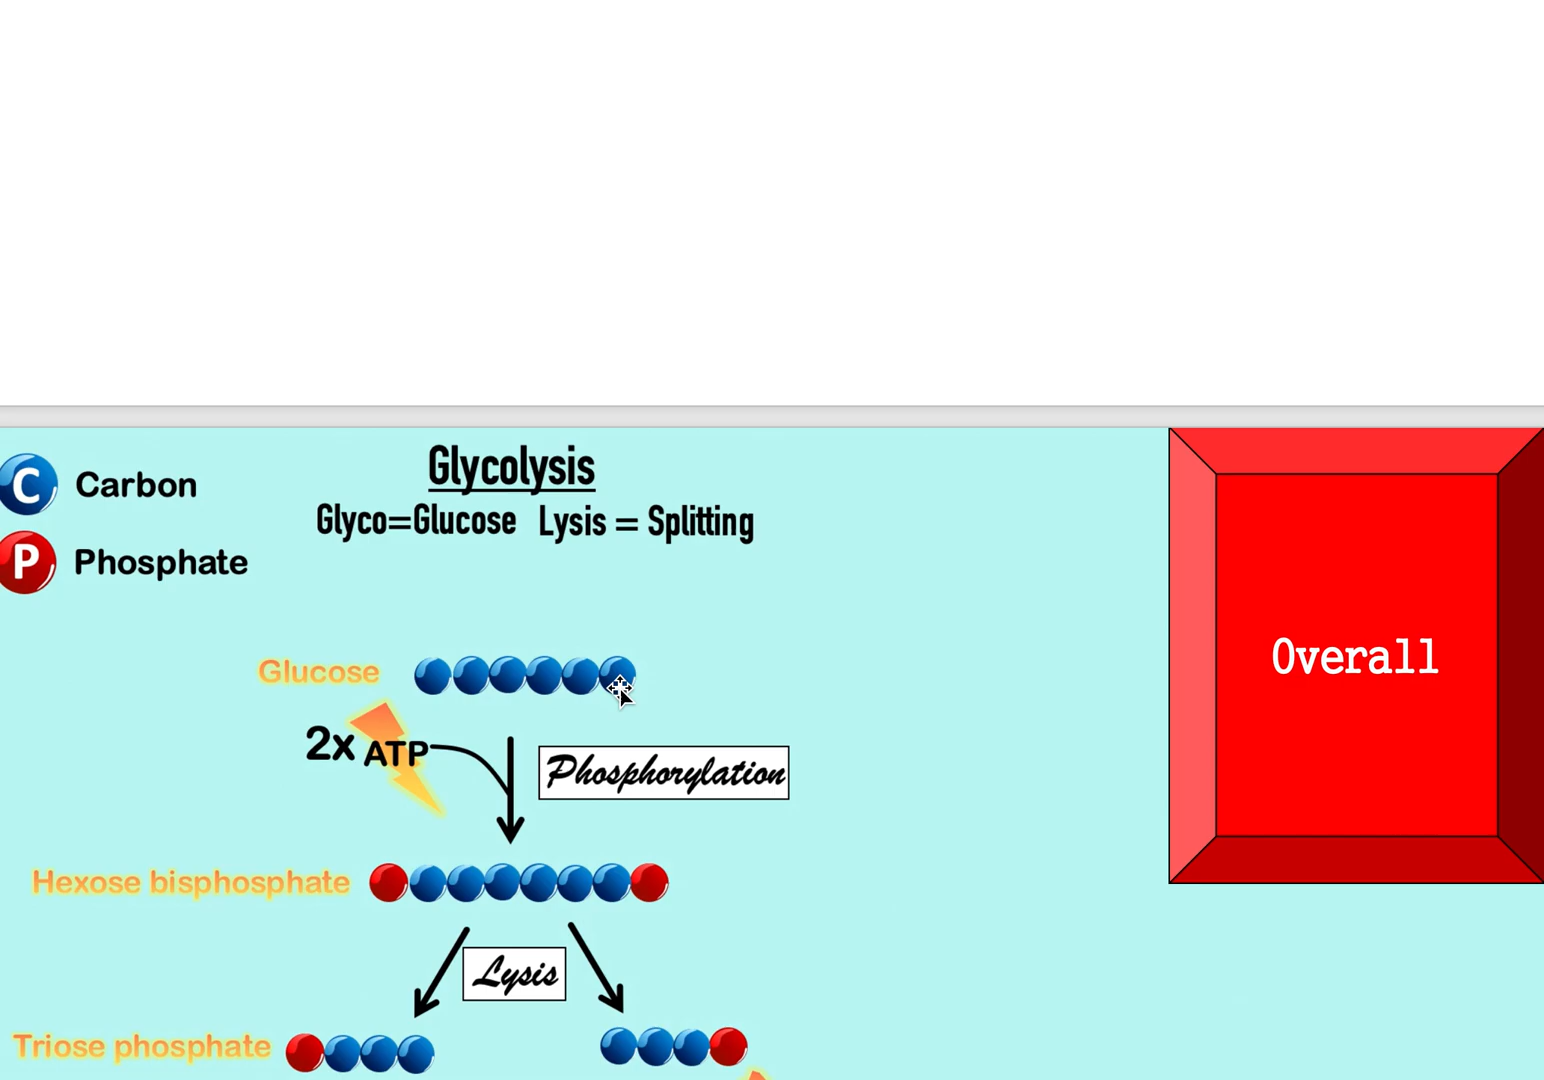 Glycolysis
C Carbon
Glyco=Glucose Lysis = Splitting
P Phosphate
Overall
Glucose
2x ATP
Phosphorylation
Hexose bisphosphate
Lysis
Triose phosphate